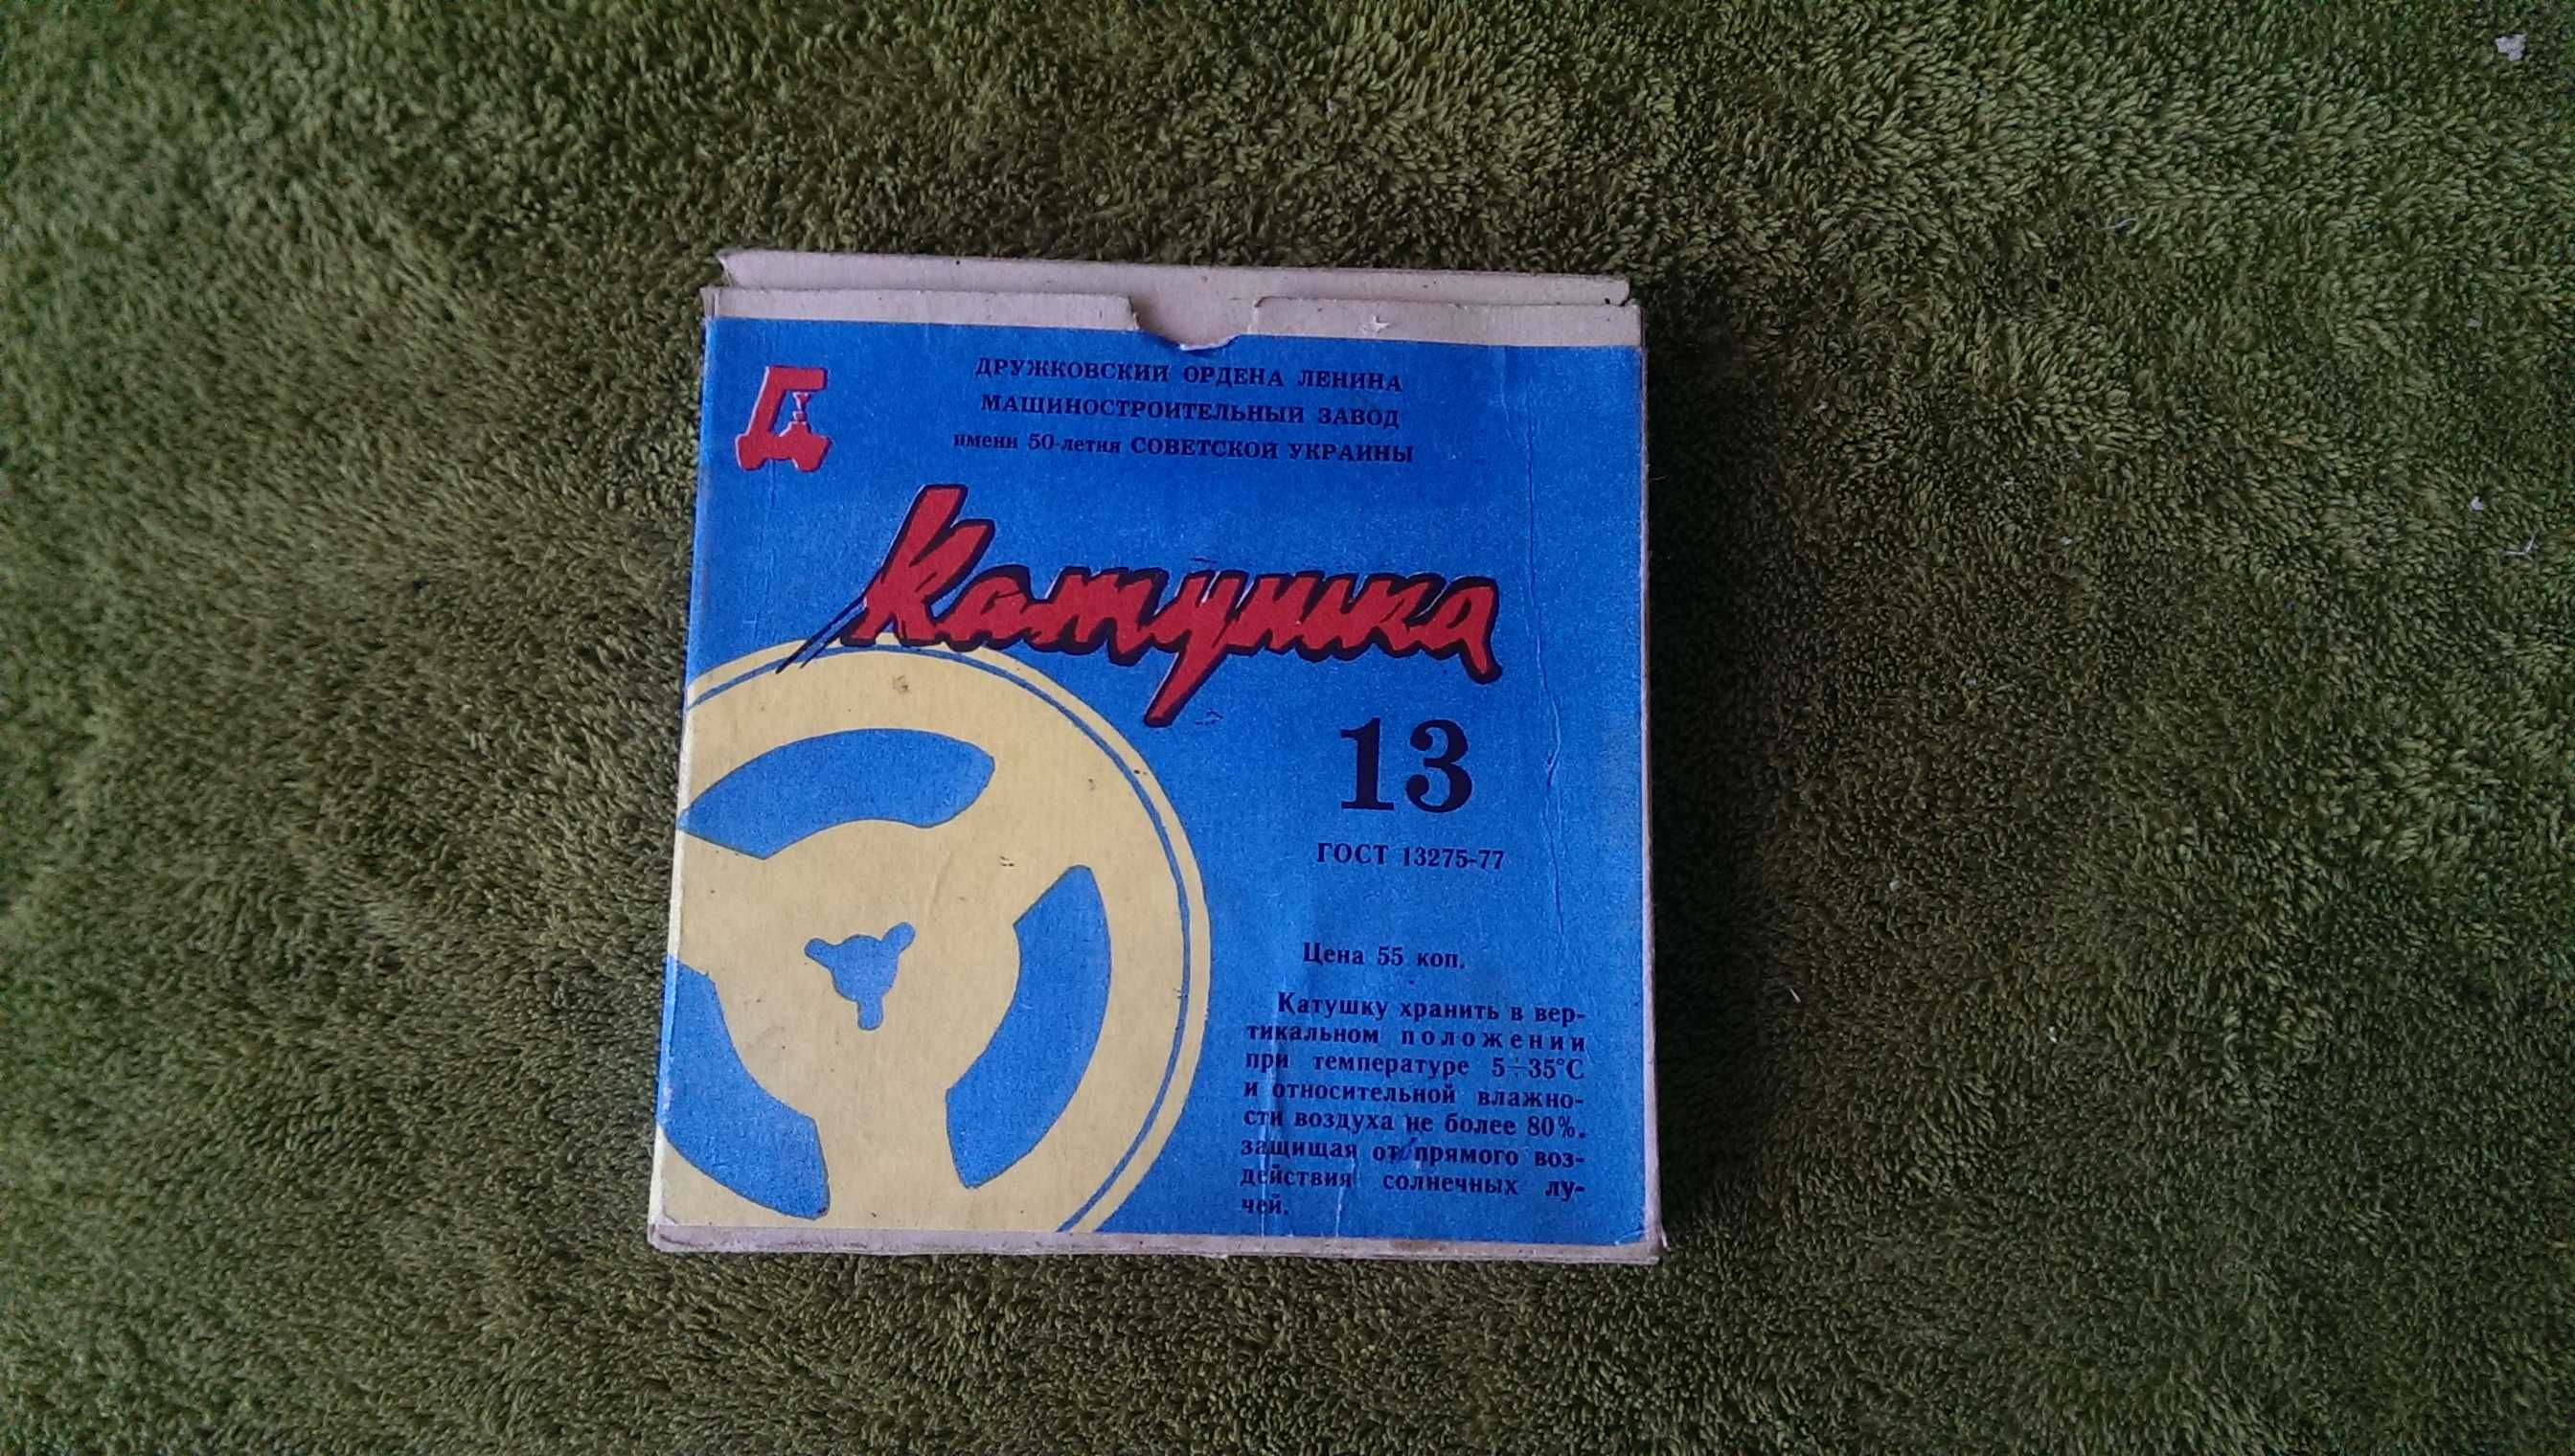 ДРУЖКОВСКИЙ ОРДЕНА ЛЕНИНА
МАШИНОСТРОИТЕЛЬНЫЙ ЗАВОД
имени 50-летия СОВЕТСКОЙ УКРАИНЫ
Катушка
13
ГОСТ 13275-77
Цена 55 коп.
Катушку хранить в вер-
тикальном положении
при температуре 5÷35°С
и относительной влажно-
сти воздуха не более 80%.
защищая от прямого воз-
действия солнечных лу-
чей.